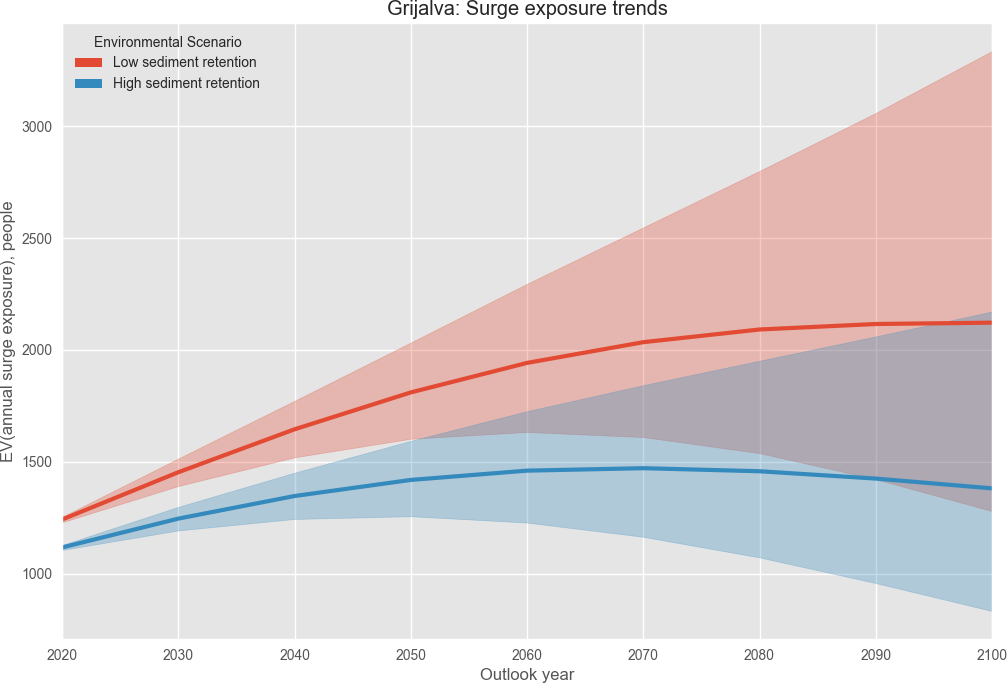 Grijalva: Surge exposure trends
Environmental Scenario
Low sediment retention
High sediment retention
EV(annual surge exposure), people
3000
2500
2000
1500
1000
2020 2030 2040 2050 2060 2070 2080 2090 2100
Outlook year